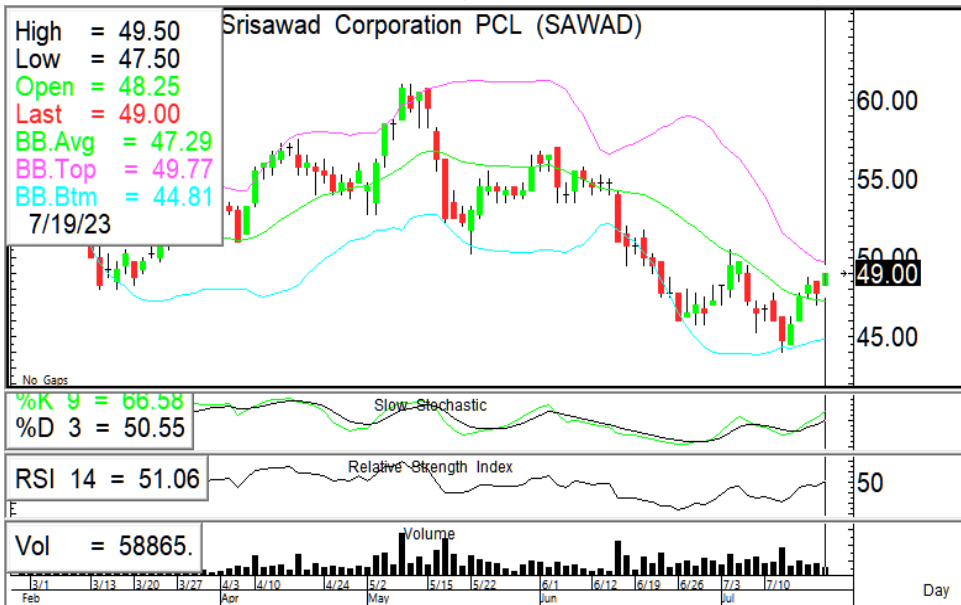 Srisawad Corporation PCL (SAWAD)
High = 49.50
Low = 47.50
Open = 48.25
Last = 49.00
BB.Avg = 47.29
BB.Top = 49.77
BB.Btm = 44.81
7/19/23
60.00
55.00
50.00
49.00
45.00
No Gaps
%K 9 = 66.58
%D 3 = 50.55
Slow Stochastic
RSI 14 = 51.06
Relative Strength Index
50
Vol = 58865.
Volume
3/1 3/13 3/20 3/27 4/3 4/10 4/24 5/2 5/15 5/22 6/1 6/12 6/19 6/26 7/3 7/10
Feb Apr May Jun Jul
Day